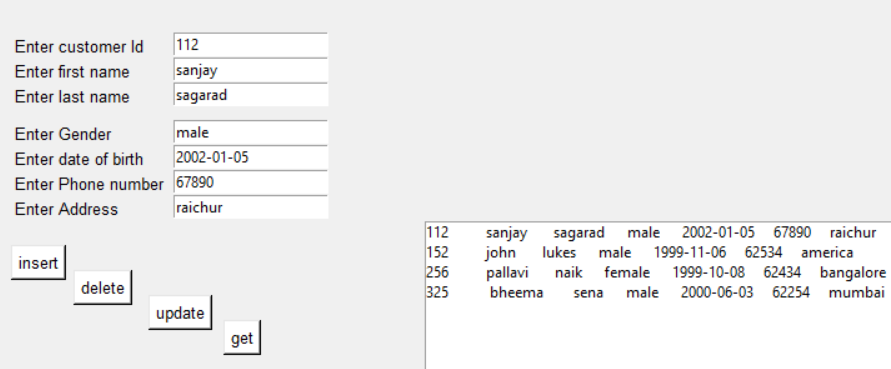 Enter customer Id 112
Enter first name sanjay
Enter last name sagarad
Enter Gender male
Enter date of birth 2002-01-05
Enter Phone number 67890
Enter Address raichur
insert
delete
update
get
112 sanjay sagarad male 2002-01-05 67890 raichur
152 john lukes male 1999-11-06 62534 america
256 pallavi naik female 1999-10-08 62434 bangalore
325 bheema sena male 2000-06-03 62254 mumbai